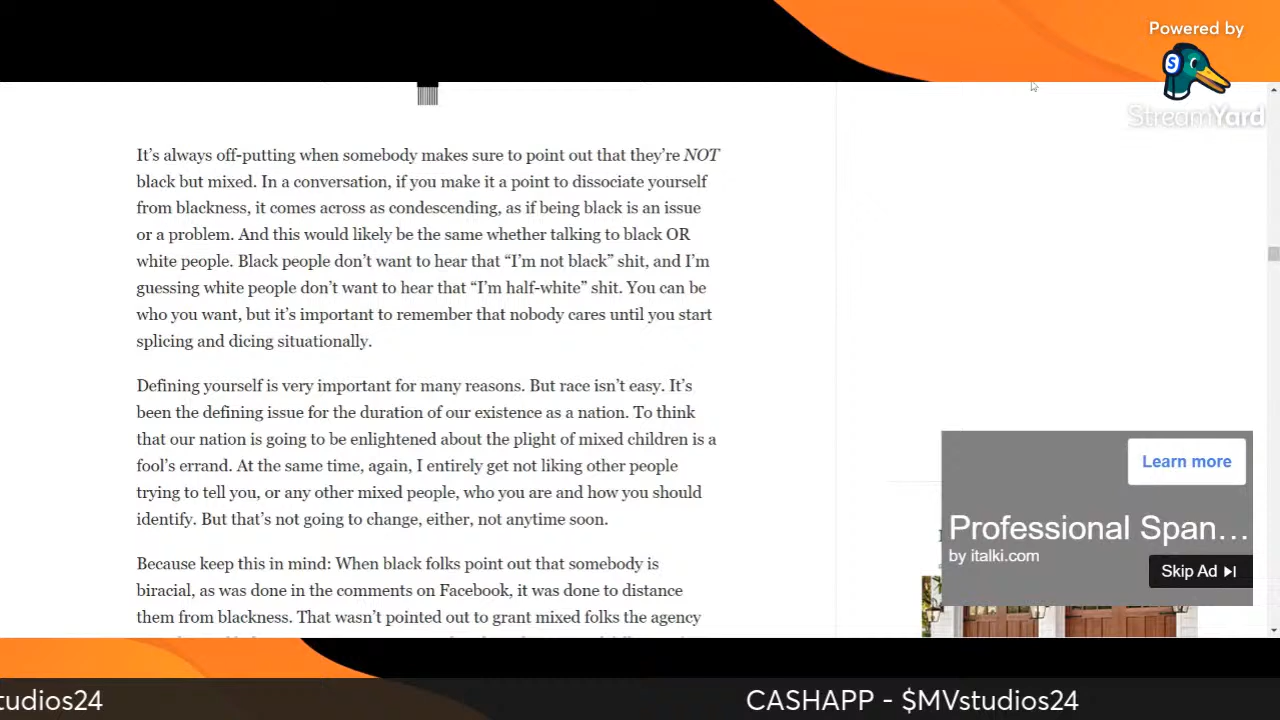 Powered by
S
StreamYard
It’s always off-putting when somebody makes sure to point out that they’re NOT
black but mixed. In a conversation, if you make it a point to dissociate yourself
from blackness, it comes across as condescending, as if being black is an issue
or a problem. And this would likely be the same whether talking to black OR
white people. Black people don’t want to hear that “I’m not black” shit, and I’m
guessing white people don’t want to hear that “I’m half-white” shit. You can be
who you want, but it’s important to remember that nobody cares until you start
splicing and dicing situationally.
Defining yourself is very important for many reasons. But race isn’t easy. It’s
been the defining issue for the duration of our existence as a nation. To think
that our nation is going to be enlightened about the plight of mixed children is a
fool’s errand. At the same time, again, I entirely get not liking other people
trying to tell you, or any other mixed people, who you are and how you should
identify. But that’s not going to change, either, not anytime soon.
Because keep this in mind: When black folks point out that somebody is
biracial, as was done in the comments on Facebook, it was done to distance
them from blackness. That wasn’t pointed out to grant mixed folks the agency
Learn more
Professional Span...
by italki.com
Skip Ad
tudios24
CASHAPP - $MVstudios24